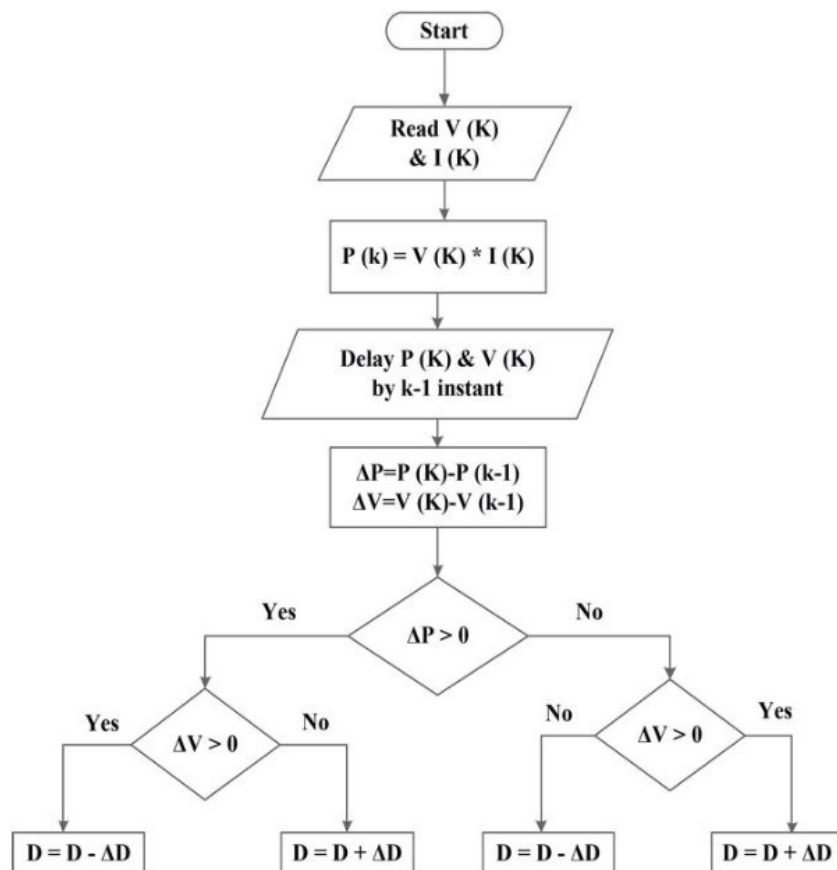 Start
Read V (K)
& I (K)
P (k) = V (K) * I (K)
Delay P (K) & V (K)
by k-1 instant
ΔP=P (K)-P (k-1)
ΔV=V (K)-V (k-1)
Yes
No
ΔP > 0
Yes
No
No
Yes
ΔV > 0
ΔV > 0
D = D - ΔD
D = D + ΔD
D = D - ΔD
D = D + ΔD